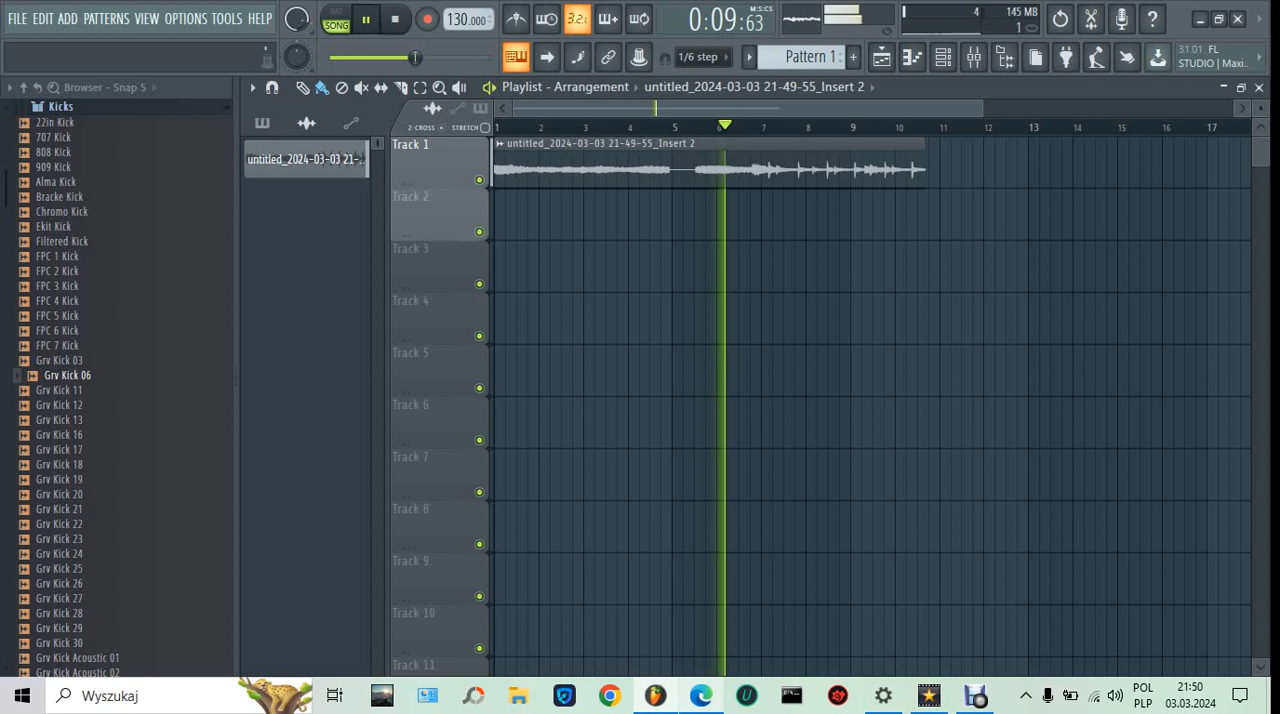 FILE EDIT ADD PATTERNS VIEW OPTIONS TOOLS HELP
PAT
SONG
130.000
3.2.1
0:09:63
M:S:CS
4
145 MB
1
1/6 step
Pattern 1
31.01 FL
STUDIO | Maxi...
Browser - Snap 5
Playlist - Arrangement
untitled_2024-03-03 21-49-55_Insert 2
Z-CROSS
STRETCH
1 2 3 4 5 6 7 8 9 10 11 12 13 14 15 16 17
Kicks
22in Kick
707 Kick
808 Kick
909 Kick
Alma Kick
Bracke Kick
Chromo Kick
Ekit Kick
Filtered Kick
FPC 1 Kick
FPC 2 Kick
FPC 3 Kick
FPC 4 Kick
FPC 5 Kick
FPC 6 Kick
FPC 7 Kick
Grv Kick 03
Grv Kick 06
Grv Kick 11
Grv Kick 12
Grv Kick 13
Grv Kick 16
Grv Kick 17
Grv Kick 18
Grv Kick 19
Grv Kick 20
Grv Kick 21
Grv Kick 22
Grv Kick 23
Grv Kick 24
Grv Kick 25
Grv Kick 26
Grv Kick 27
Grv Kick 28
Grv Kick 29
Grv Kick 30
Grv Kick Acoustic 01
Grv Kick Acoustic 02
untitled_2024-03-03 21-...
Track 1
untitled_2024-03-03 21-49-55_Insert 2
Track 2
Track 3
Track 4
Track 5
Track 6
Track 7
Track 8
Track 9
Track 10
Track 11
Wyszukaj
POL
PLP
21:50
03.03.2024